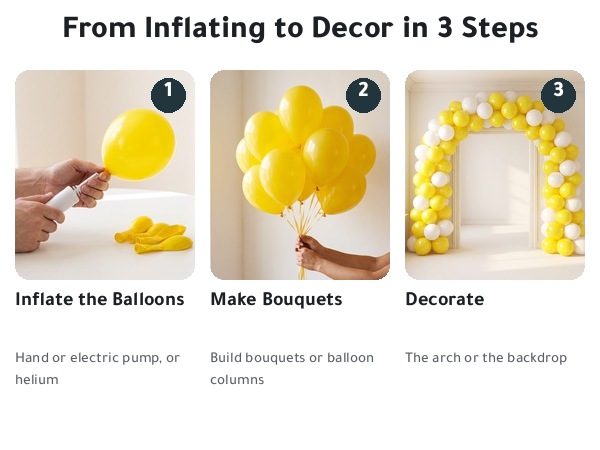 From Inflating to Decor in 3 Steps
1
2
3
Inflate the Balloons
Make Bouquets
Decorate
Hand or electric pump, or
helium
Build bouquets or balloon
columns
The arch or the backdrop